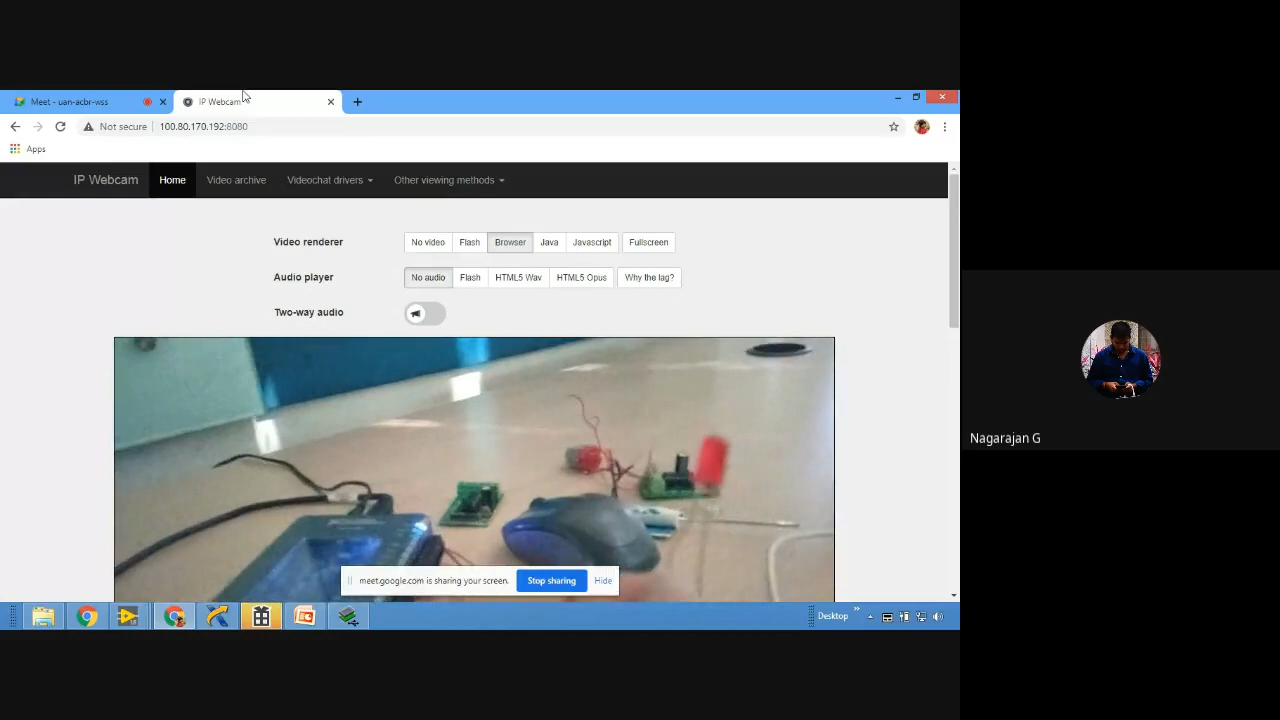 Meet - uan-acbr-wss
IP Webcam
Not secure
100.80.170.192:8080
Apps
IP Webcam Home Video archive Videochat drivers Other viewing methods
Video renderer No video Flash Browser Java Javascript Fullscreen
Audio player No audio Flash HTML5 Wav HTML5 Opus Why the lag?
Two-way audio
Nagarajan G
meet.google.com is sharing your screen. Stop sharing Hide
Desktop